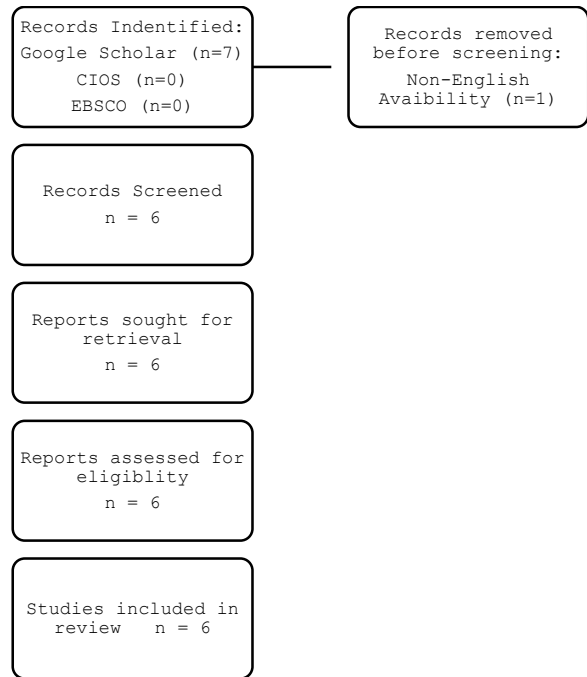 Records Indentified:
Google Scholar (n=7)
CIOS (n=0)
EBSCO (n=0)
Records removed
before screening:
Non-English
Avaibility (n=1)
Records Screened
n = 6
Reports sought for
retrieval
n = 6
Reports assessed for
eligiblity
n = 6
Studies included in
review n = 6